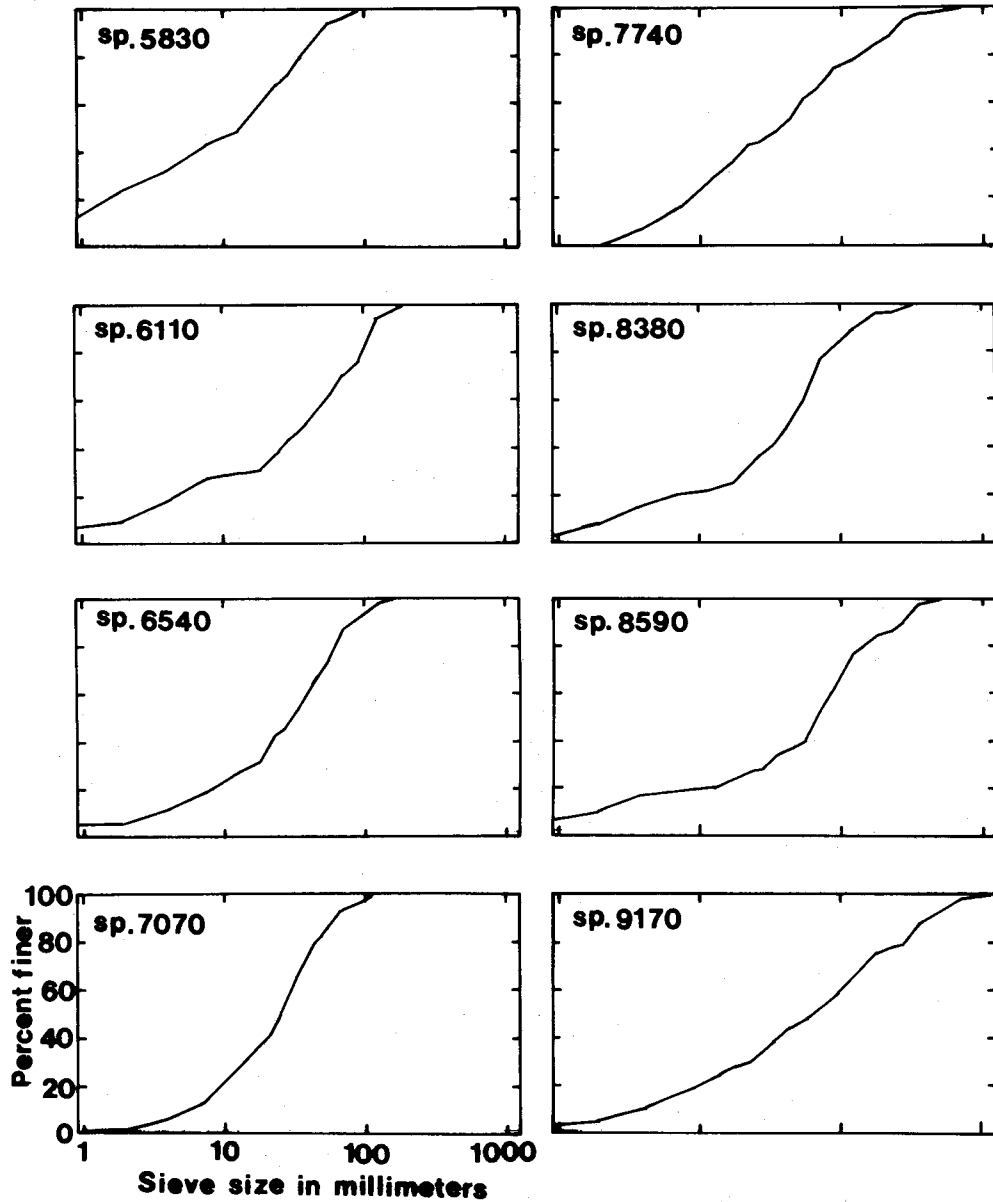 sp.5830
sp.7740
sp.6110
sp.8380
sp.6540
sp.8590
sp.7070
sp.9170
Percent finer
100
80
60
40
20
0
1
10
100
1000
Sieve size in millimeters